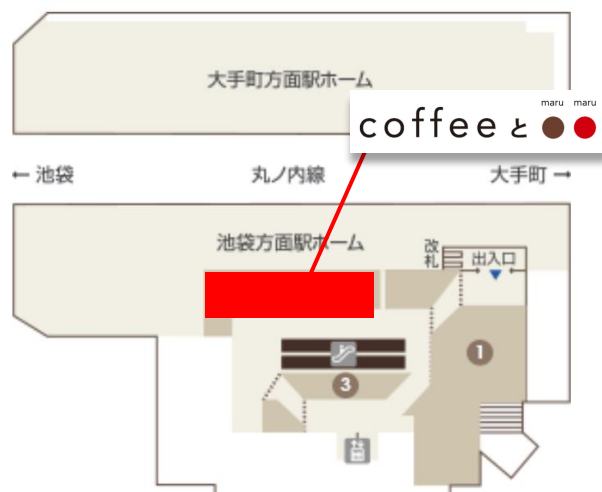 大手町方面駅ホーム
maru maru
coffeeと
← 池袋
丸ノ内線
大手町 →
池袋方面駅ホーム
改札
出入口
1
3